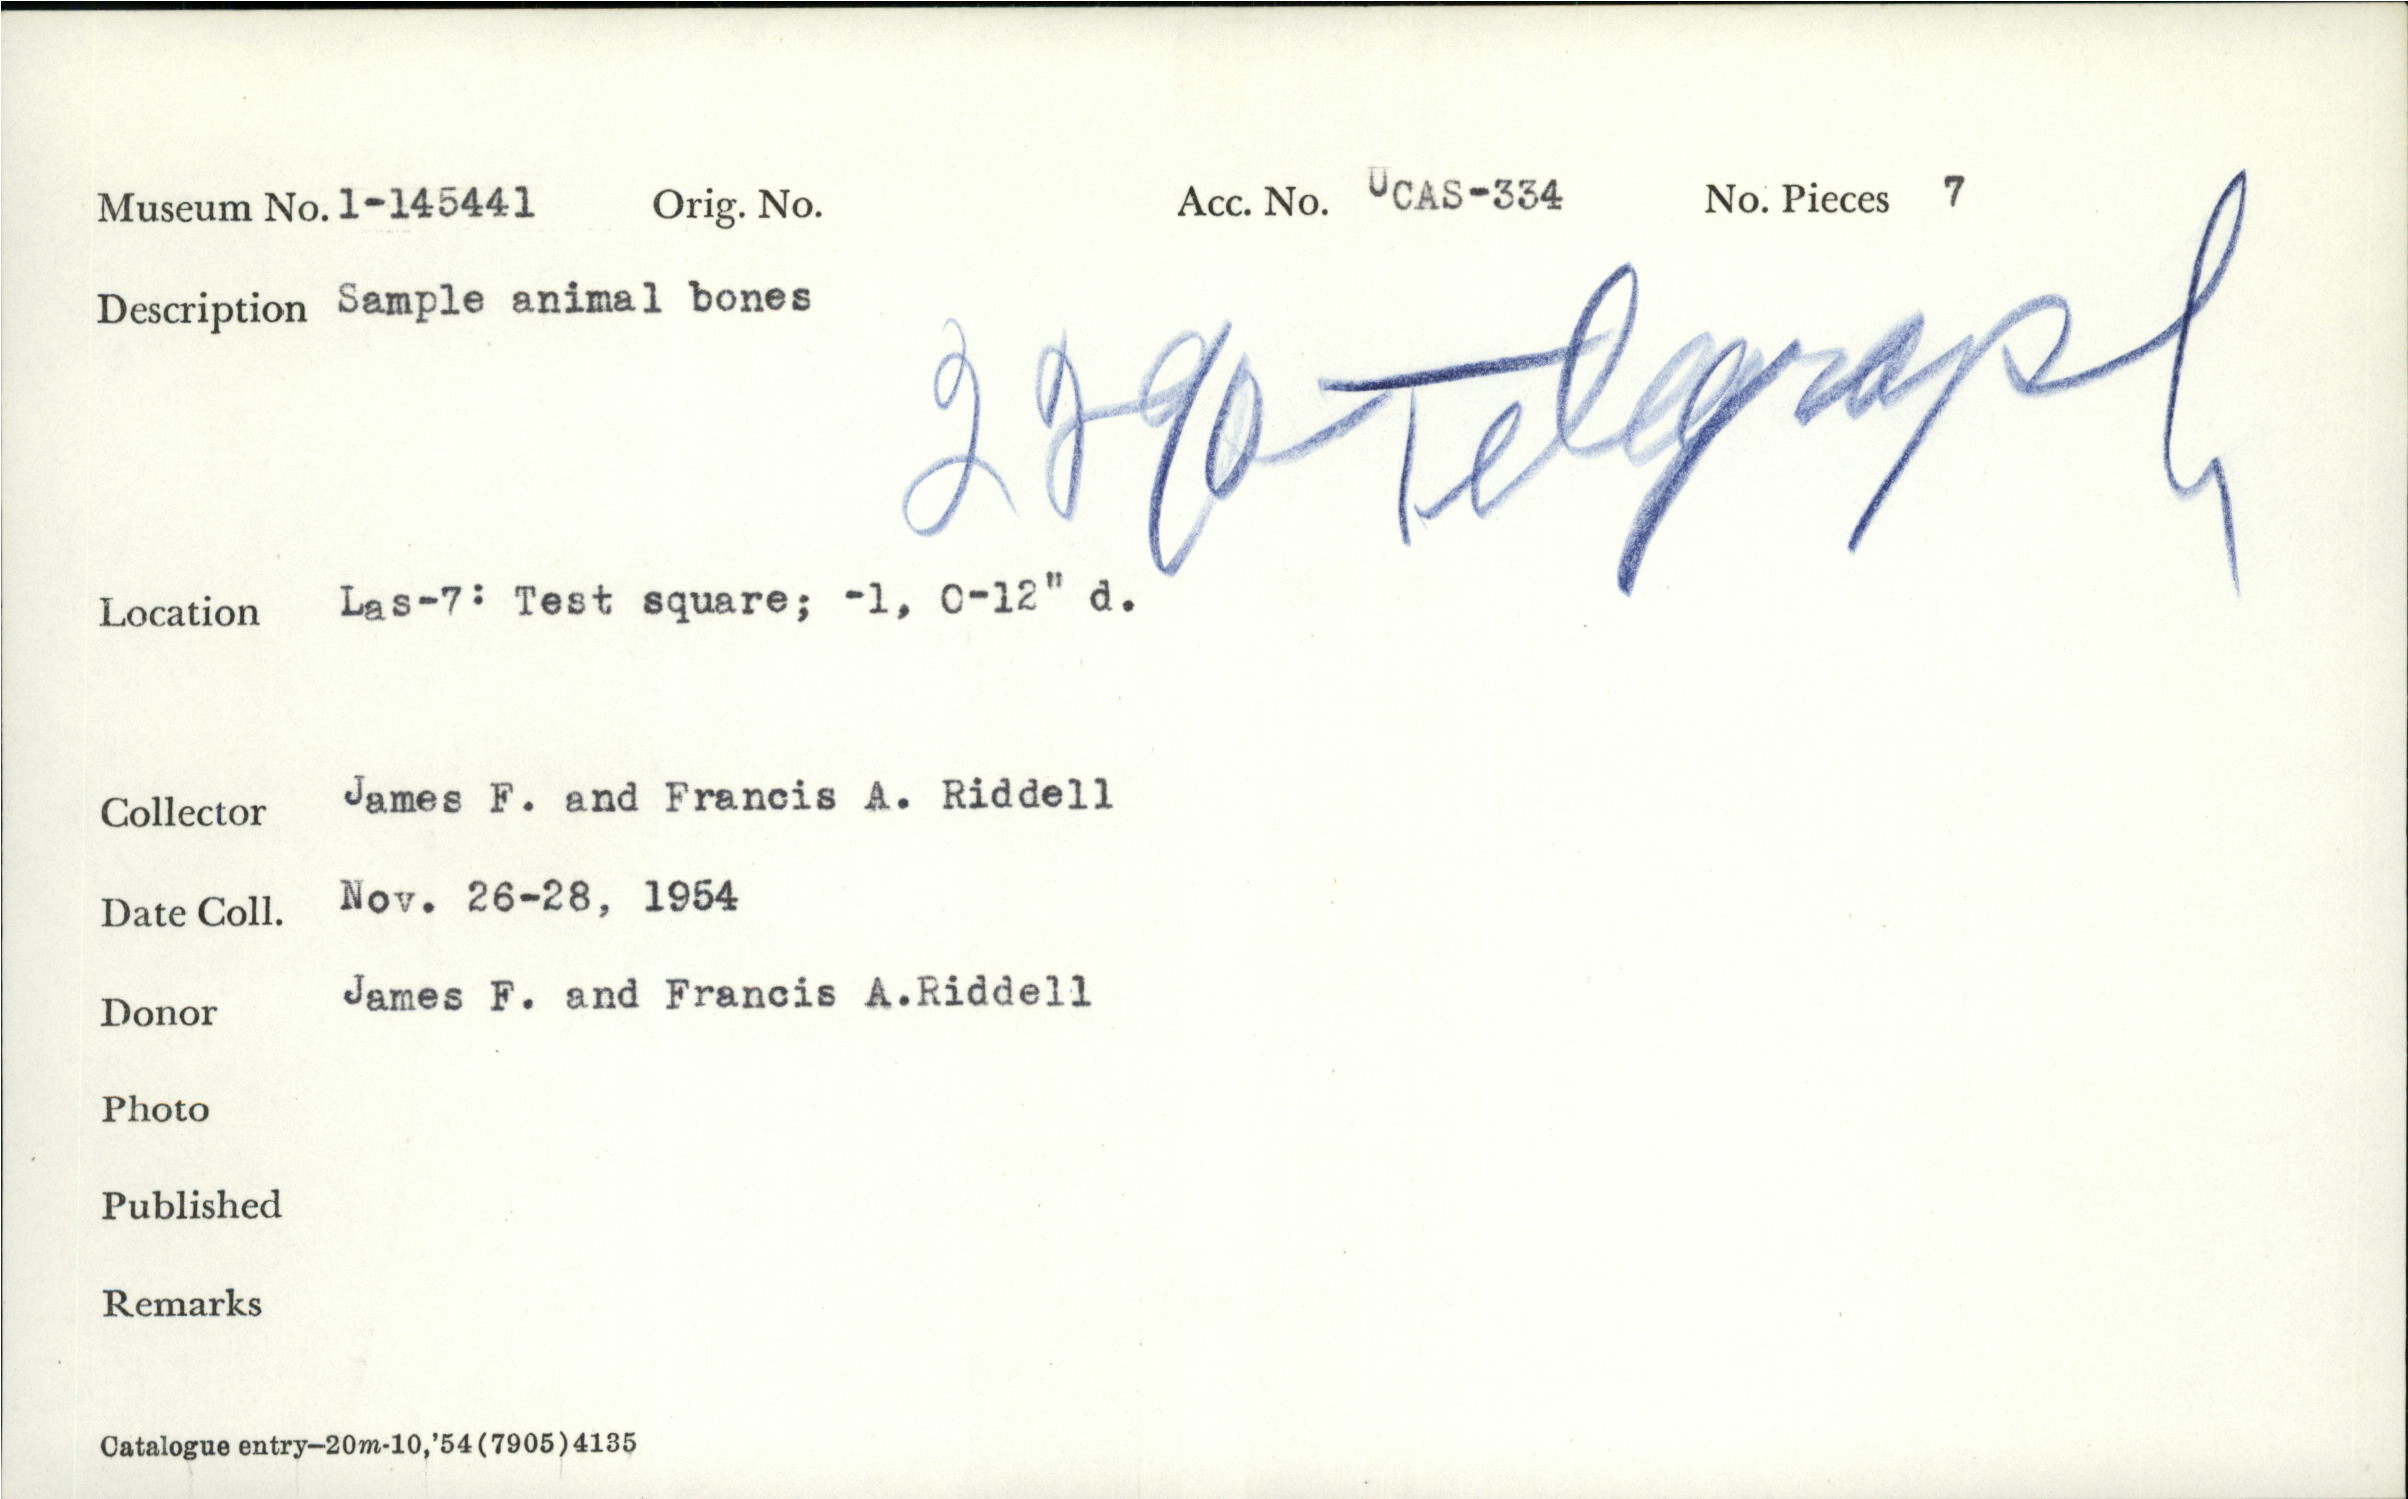 Museum No. 1-145441 Orig. No. Acc. No. UCAS-334 No. Pieces 7
Description Sample animal bones
2290 Telegraph
Location Las-7: Test square; -1, 0-12" d.
Collector James F. and Francis A. Riddell
Date Coll. Nov. 26-28, 1954
Donor James F. and Francis A.Riddell
Photo
Published
Remarks
Catalogue entry—20m-10,'54(7905)4135